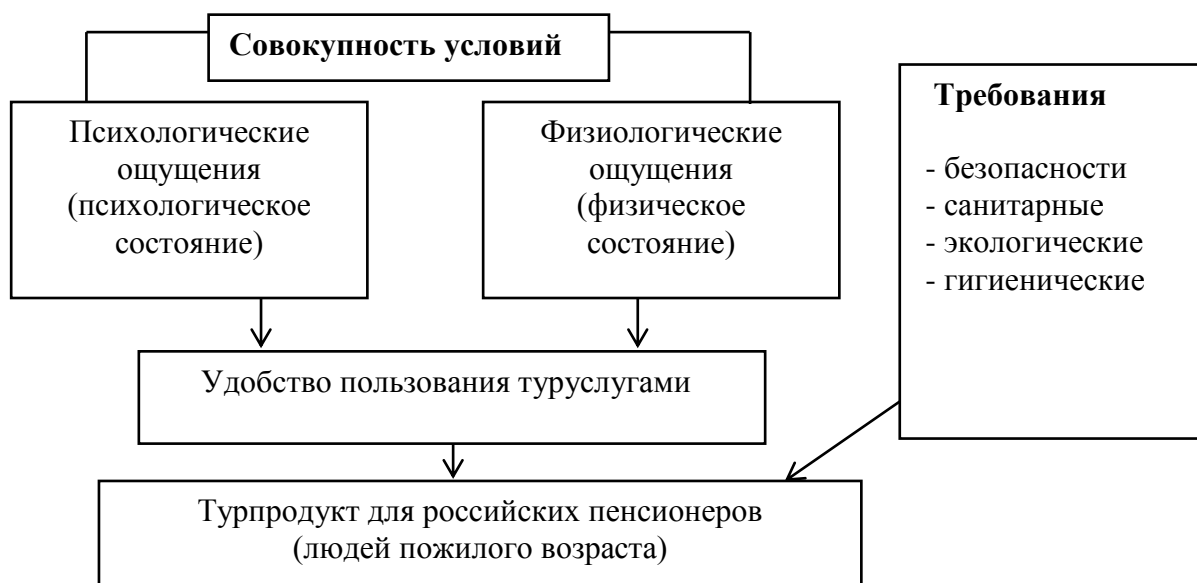 Совокупность условий
Психологические
ощущения
(психологическое
состояние)
Физиологические
ощущения
(физическое
состояние)
Требования
- безопасности
- санитарные
- экологические
- гигиенические
Удобство пользования туруслугами
Турпродукт для российских пенсионеров
(людей пожилого возраста)